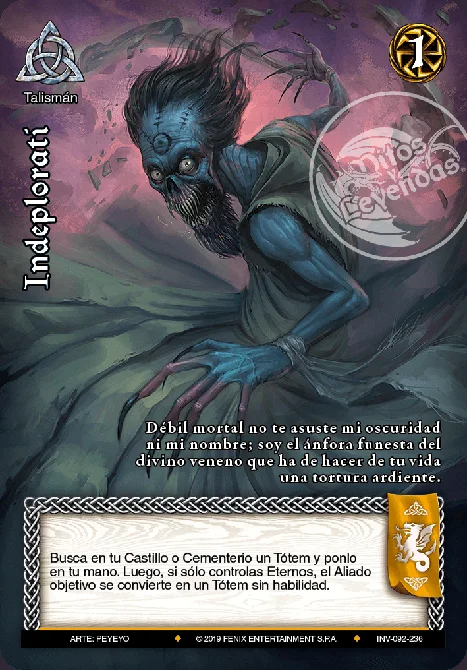 1
Talismán
Indeplorati
Mitos
y
Leyendas.
Débil mortal no te asuste mi oscuridad
ni mi nombre; soy el ánfora funesta del
divino veneno que ha de hacer de tu vida
una tortura ardiente.
Busca en tu Castillo o Cementerio un Tótem y ponlo
en tu mano. Luego, si sólo controlas Eternos, el Aliado
objetivo se convierte en un Tótem sin habilidad.
ARTE: PEYEYO ♦ © 2019 FENIX ENTERTAINMENT S.P.A. ♦ INV-092-236